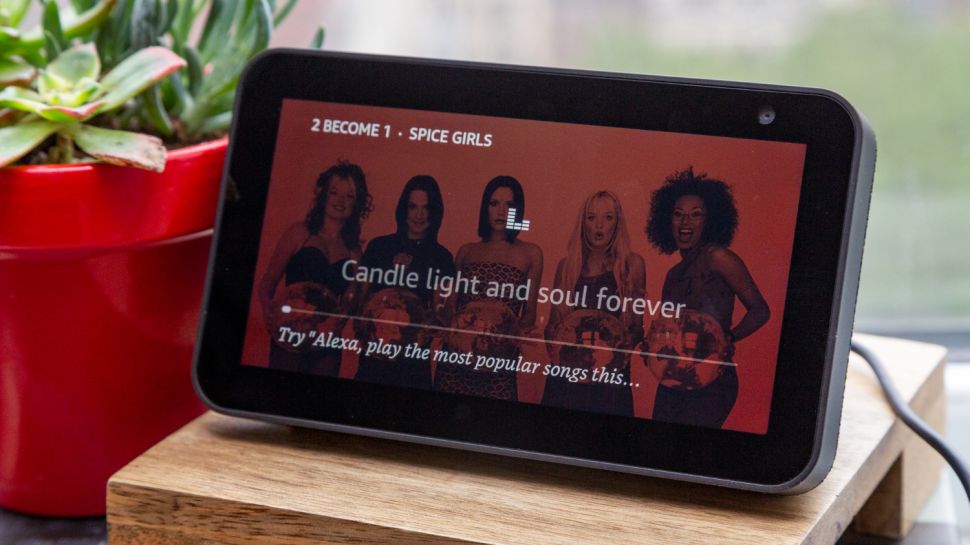 2 BECOME 1 · SPICE GIRLS
Candle light and soul forever
Try "Alexa, play the most popular songs this...